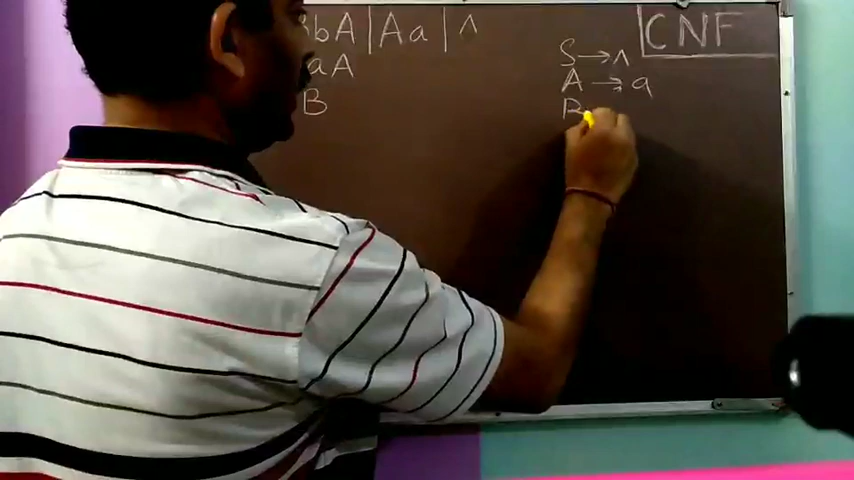 bA | Aa | ^
aA
B
CNF
S → ^
A → a
B